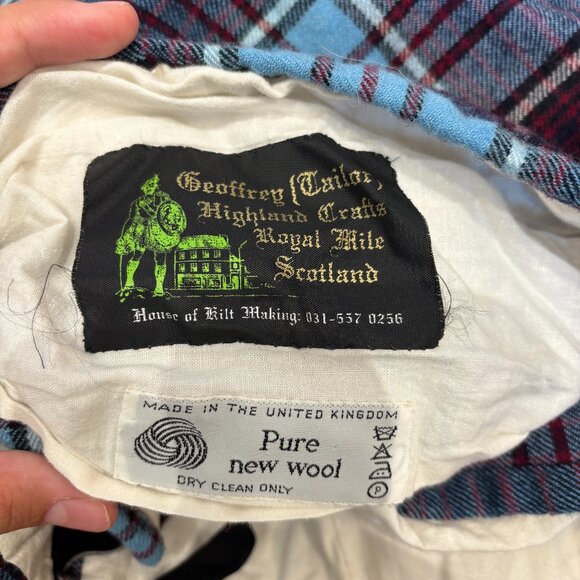 Geoffrey (Tailor)
Highland Crafts
Royal Mile
Scotland
House of Kilt Making: 031-557 0256
MADE IN THE UNITED KINGDOM
Pure
new wool
DRY CLEAN ONLY
P